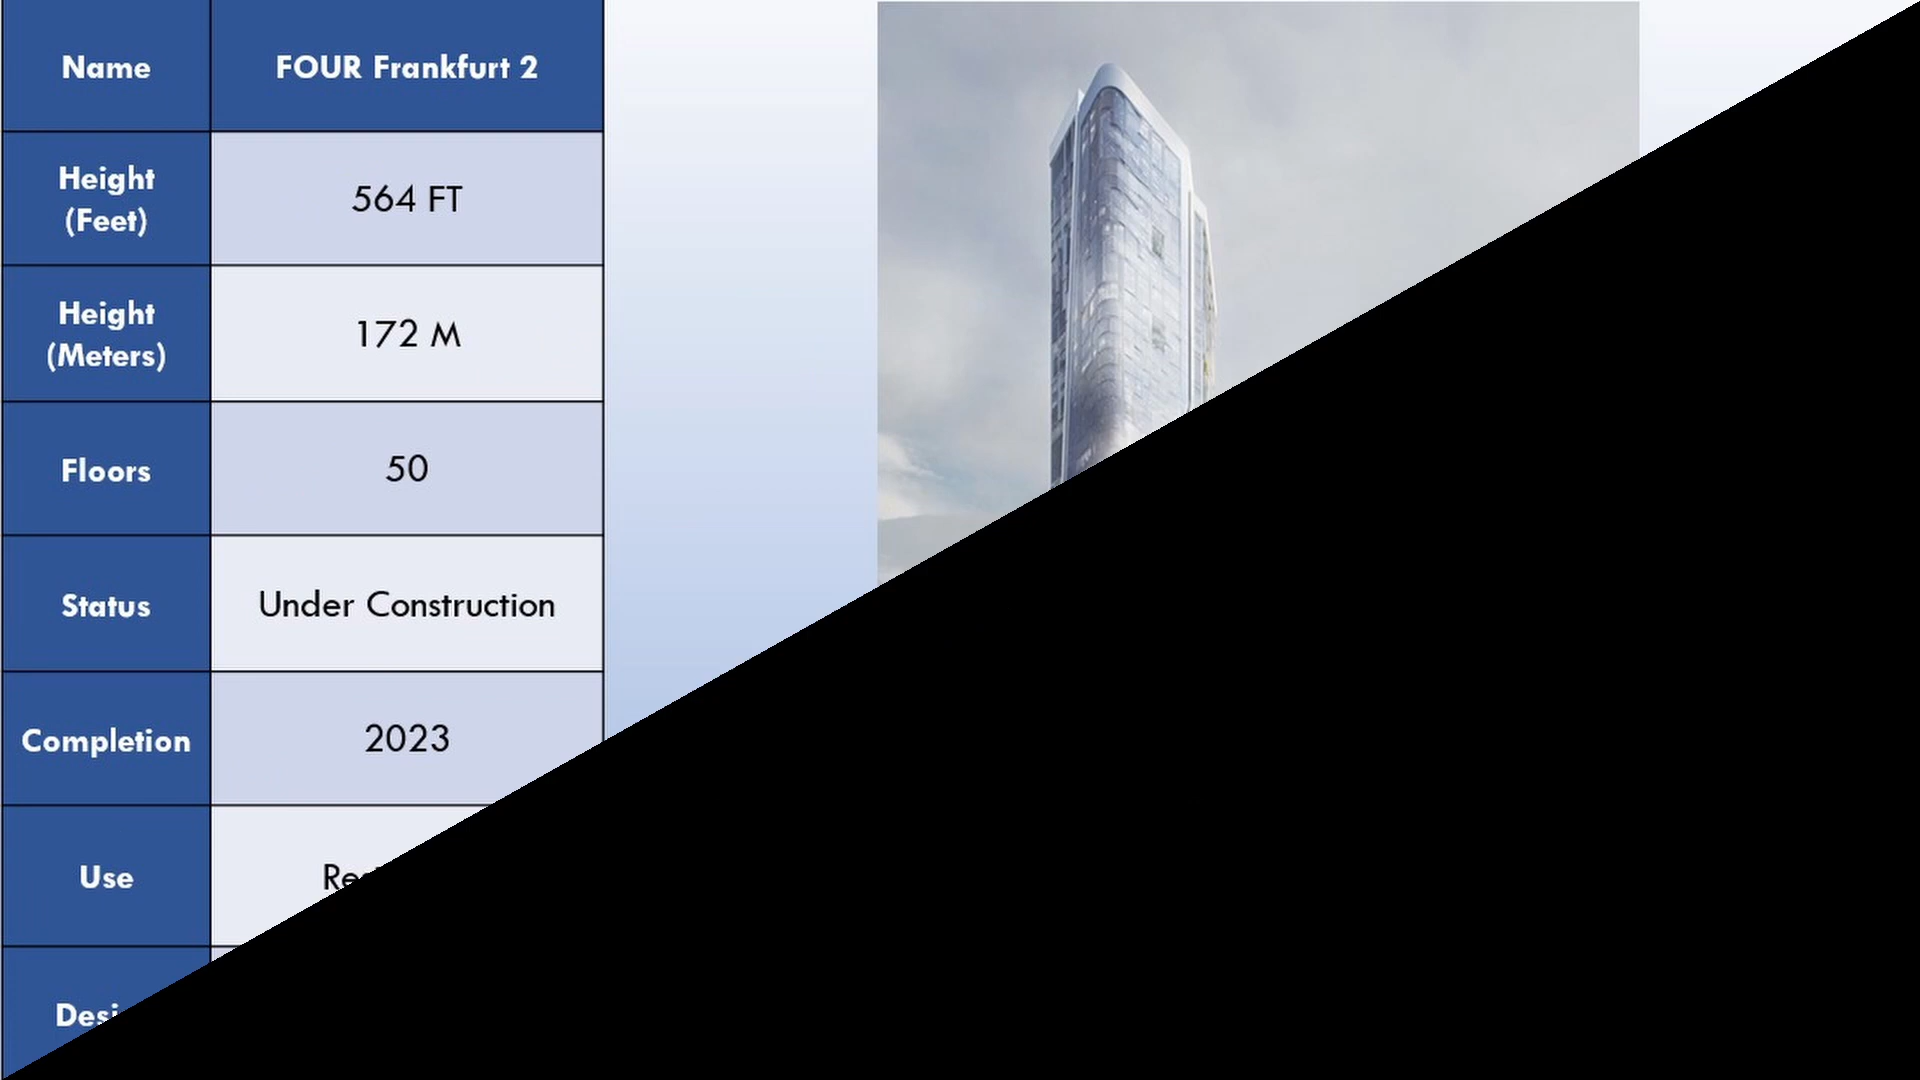 Name
FOUR Frankfurt 2
Height
(Feet)
564 FT
Height
(Meters)
172 M
Floors
50
Status
Under Construction
Completion
2023
Use